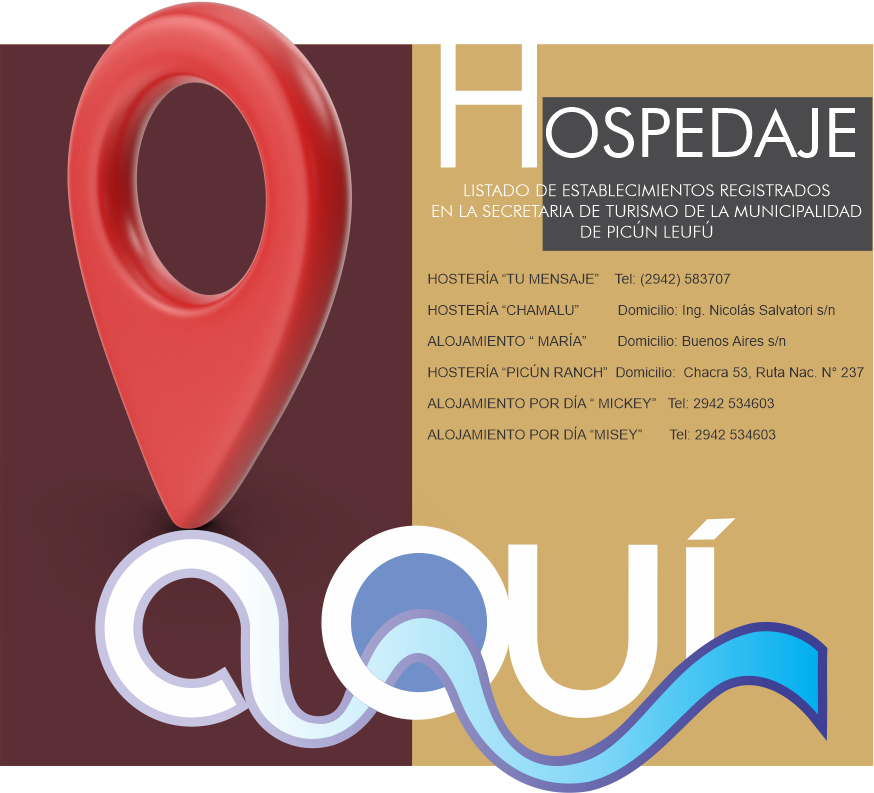 HOSPEDAJE
LISTADO DE ESTABLECIMIENTOS REGISTRADOS
EN LA SECRETARIA DE TURISMO DE LA MUNICIPALIDAD
DE PICÚN LEUFÚ
HOSTERÍA “TU MENSAJE” Tel: (2942) 583707
HOSTERÍA “CHAMALU” Domicilio: Ing. Nicolás Salvatori s/n
ALOJAMIENTO “ MARÍA” Domicilio: Buenos Aires s/n
HOSTERÍA “PICÚN RANCH” Domicilio: Chacra 53, Ruta Nac. N° 237
ALOJAMIENTO POR DÍA “ MICKEY” Tel: 2942 534603
ALOJAMIENTO POR DÍA “MISEY” Tel: 2942 534603
aQuí